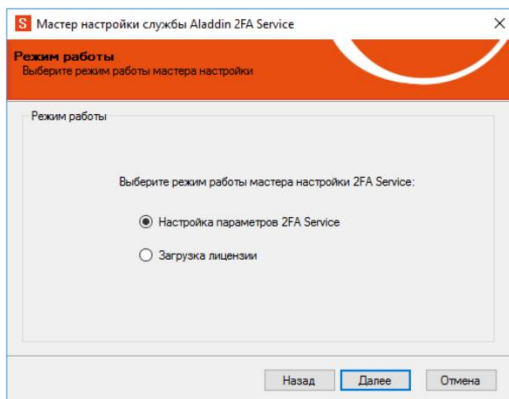 S Мастер настройки службы Aladdin 2FA Service
Режим работы
Выберите режим работы мастера настройки
Режим работы
Выберите режим работы мастера настройки 2FA Service:
Настройка параметров 2FA Service
Загрузка лицензии
Назад Далее Отмена